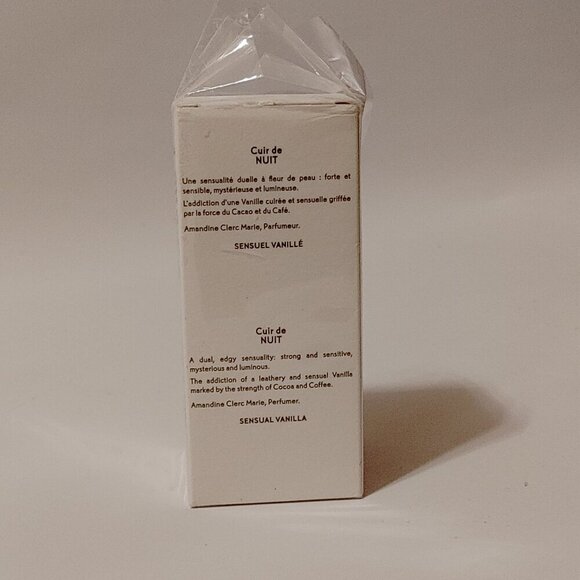 Cuir de
NUIT
Une sensualité duelle à fleur de peau : forte et
sensible, mystérieuse et lumineuse.
L'addiction d'une Vanille cuirée et sensuelle griffée
par la force du Cacao et du Café.
Amandine Clerc Marie, Parfumeur.
SENSUEL VANILLÉ
Cuir de
NUIT
A dual, edgy sensuality: strong and sensitive,
mysterious and luminous.
The addiction of a leathery and sensual Vanilla
marked by the strength of Cocoa and Coffee.
Amandine Clerc Marie, Perfumer.
SENSUAL VANILLA